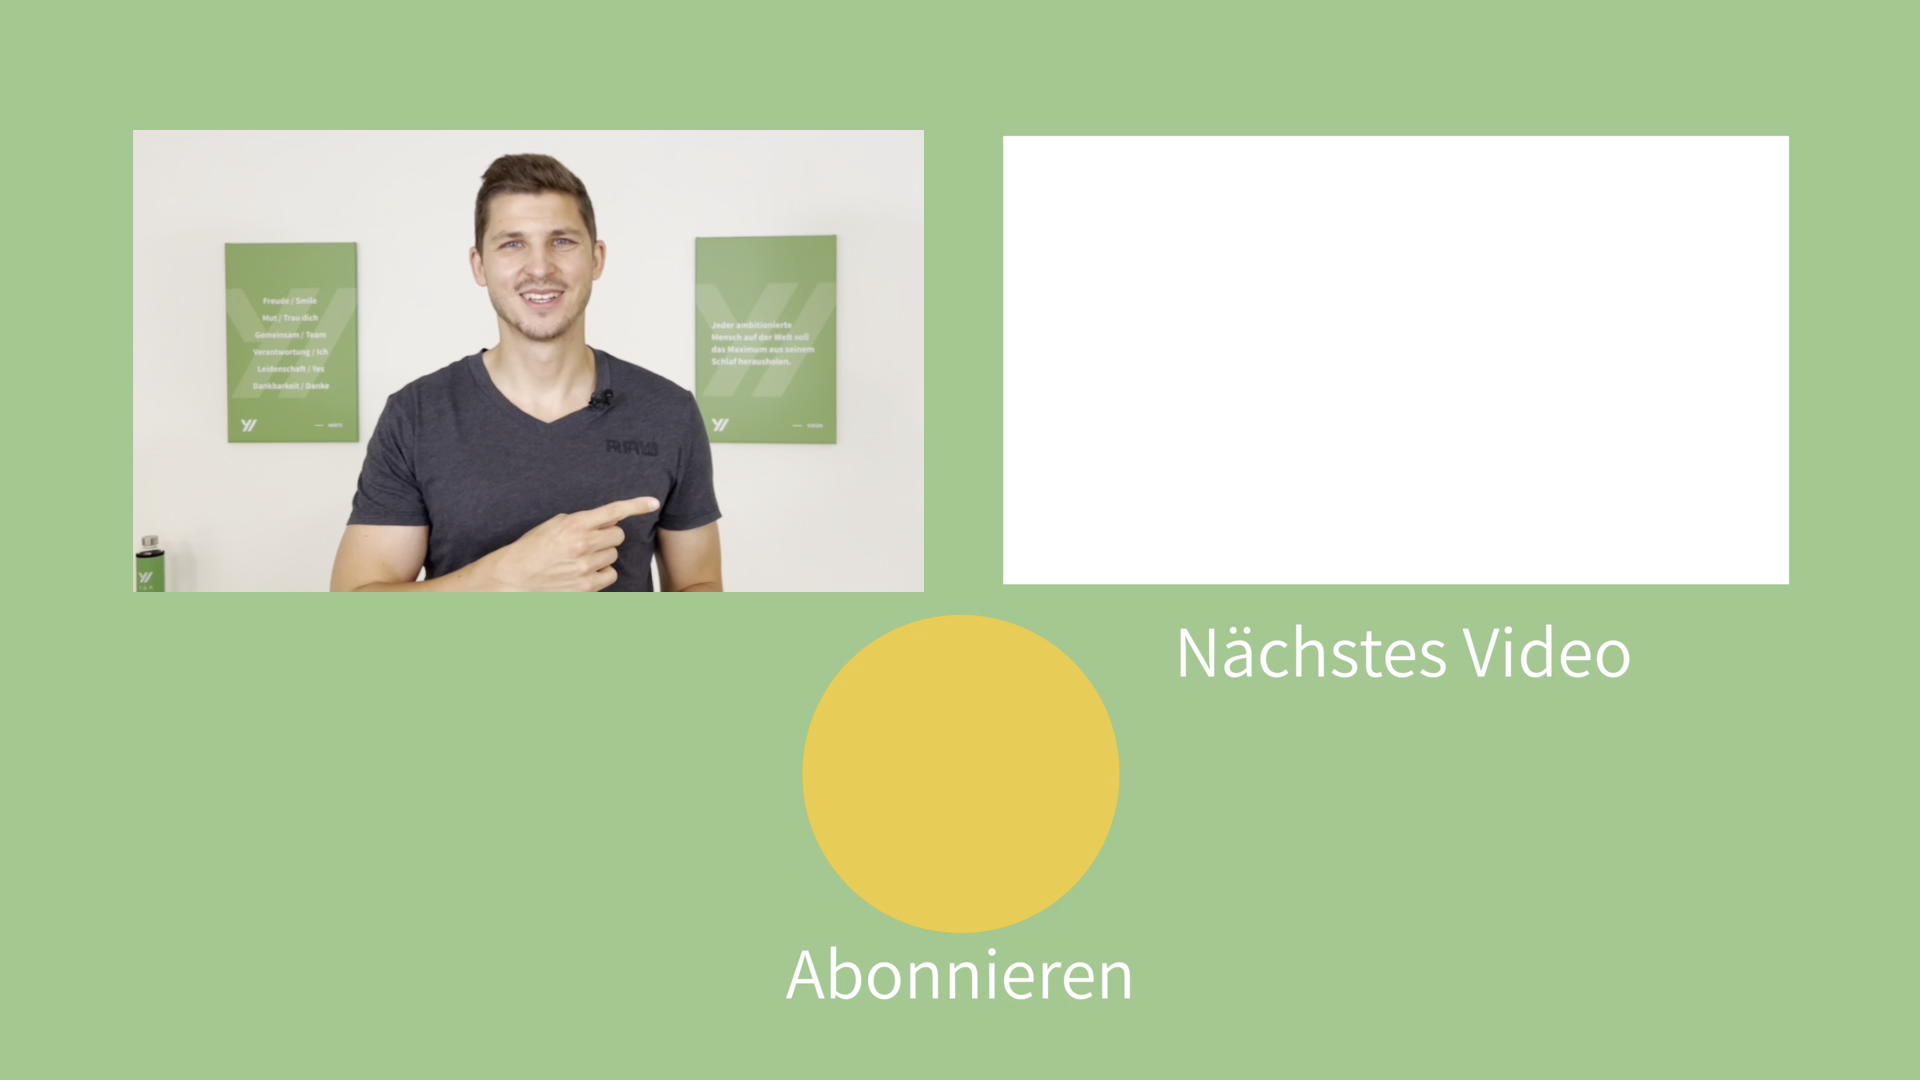 Freude / Smile
Mut / Trau dich
Gemeinsam / Team
Verantwortung / Ich
Leidenschaft / Yes
Dankbarkeit / Danke
Jeder ambitionierte
Mensch auf der Welt soll
das Maximum aus seinem
Schlaf herausholen.
Nächstes Video
Abonnieren